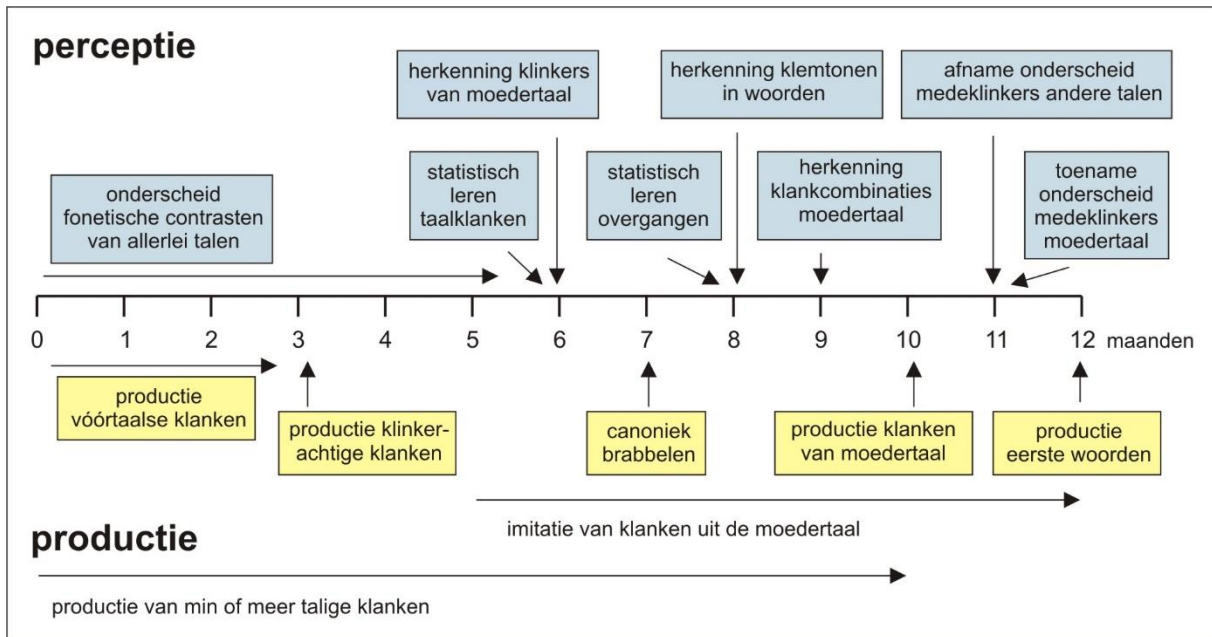 perceptie
herkenning klinkers
van moedertaal
herkenning klemtonen
in woorden
afname onderscheid
medeklinkers andere talen
onderscheid
fonetische contrasten
van allerlei talen
statistisch
leren
taalklanken
statistisch
leren
overgangen
herkenning
klankcombinaties
moedertaal
toename
onderscheid
medeklinkers
moedertaal
0 1 2 3 4 5 6 7 8 9 10 11 12 maanden
productie
vóórtaalse klanken
productie klinker-
achtige klanken
canoniek
brabbelen
productie klanken
van moedertaal
productie
eerste woorden
imitatie van klanken uit de moedertaal
productie
productie van min of meer talige klanken